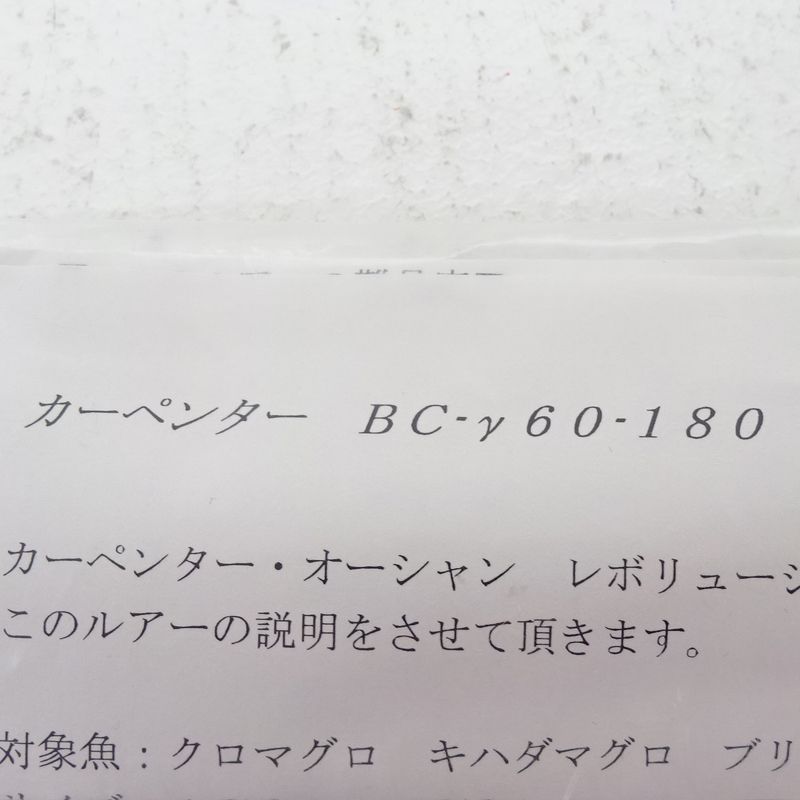 カーペンター　ＢＣ-γ６０-１８０
カーペンター・オーシャン　レボリューシ
このルアーの説明をさせて頂きます。
対象魚：クロマグロ　キハダマグロ　ブリ